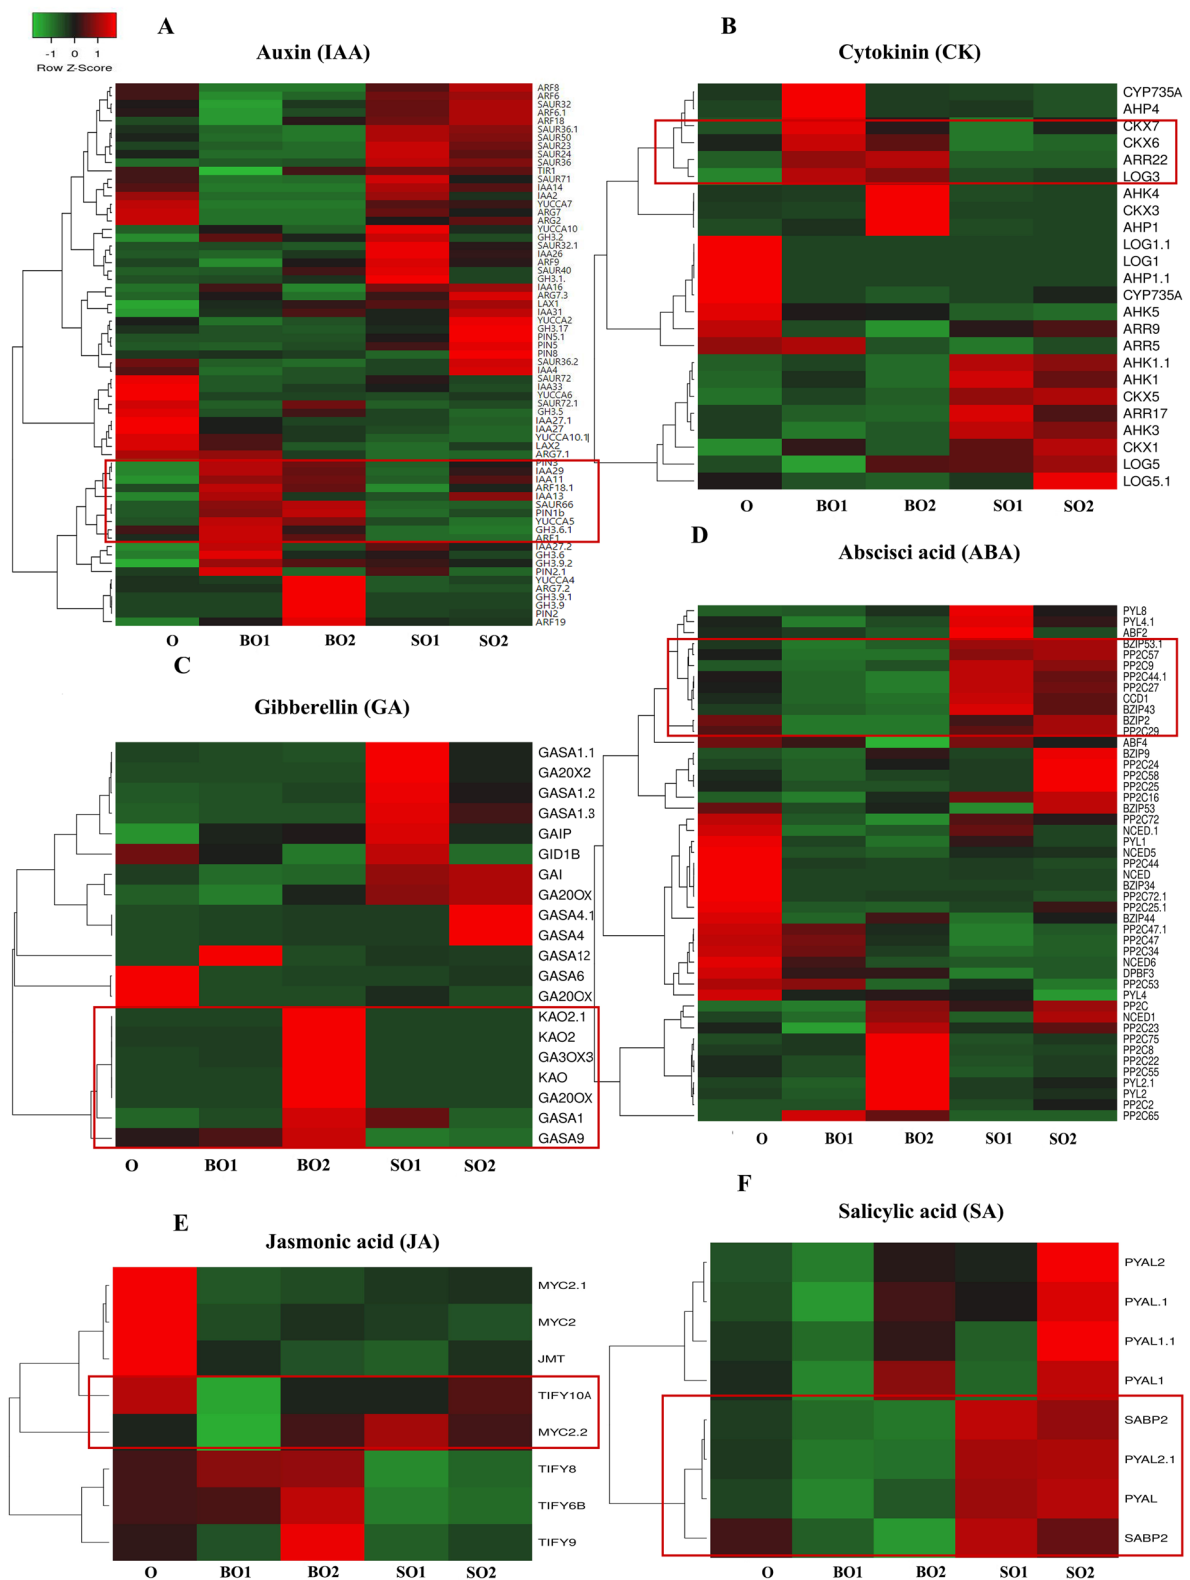 A
Auxin (IAA)
-1 0 1
Row Z-Score
ARF8
ARF6
SAUR32
ARF6.1
ARF18
SAUR36.1
SAUR50
SAUR23
SAUR24
SAUR36
TIR1
SAUR71
IAA14
IAA2
YUCCA7
ARG7
ARG2
YUCCA10
GH3.2
SAUR32.1
IAA26
ARF9
SAUR40
GH3.1.
IAA16
ARG7.3
LAX1
IAA31
YUCCA2
GH3.17
PIN5.1
PIN5
PIN8
SAUR36.2
IAA4
SAUR72
IAA33
YUCCA6
SAUR72.1
GH3.5
IAA27.1
IAA27
YUCCA10.1
LAX2
ARG7.1
PIN3
IAA29
IAA11
ARF18.1
IAA13
SAUR66
PIN1b
YUCCA5
GH3.6.1
ARF1
IAA27.2
GH3.6
GH3.9.2
PIN2.1
YUCCA4
ARG7.2
GH3.9.1
GH3.9
PIN2
ARF19
O BO1 BO2 SO1 SO2
B
Cytokinin (CK)
CYP735A
AHP4
CKX7
CKX6
ARR22
LOG3
AHK4
CKX3
AHP1
LOG1.1
LOG1
AHP1.1
CYP735A
AHK5
ARR9
ARR5
AHK1.1
AHK1
CKX5
ARR17
AHK3
CKX1
LOG5
LOG5.1
O BO1 BO2 SO1 SO2
C
Gibberellin (GA)
GASA1.1
GA20X2
GASA1.2
GASA1.3
GAIP
GID1B
GAI
GA20OX
GASA4.1
GASA4
GASA12
GASA6
GA20OX
KAO2.1
KAO2
GA3OX3
KAO
GA20OX
GASA1
GASA9
O BO1 BO2 SO1 SO2
D
Abscisci acid (ABA)
PYL8
PYL4.1
ABF2
BZIP53.1
PP2C57
PP2C9
PP2C44.1
PP2C27
CCD1
BZIP43
BZIP2
PP2C29
ABF4
BZIP9
PP2C24
PP2C58
PP2C25
PP2C16
BZIP53
PP2C72
NCED.1
PYL1
NCED5
PP2C44
NCED
BZIP34
PP2C72.1
PP2C25.1
BZIP44
PP2C47.1
PP2C47
PP2C34
NCED6
DPBF3
PP2C53
PYL4
PP2C
NCED1
PP2C23
PP2C75
PP2C8
PP2C22
PP2C55
PYL2.1
PYL2
PP2C2
PP2C65
O BO1 BO2 SO1 SO2
E
Jasmonic acid (JA)
MYC2.1
MYC2
JMT
TIFY10A
MYC2.2
TIFY8
TIFY6B
TIFY9
O BO1 BO2 SO1 SO2
F
Salicylic acid (SA)
PYAL2
PYAL.1
PYAL1.1
PYAL1
SABP2
PYAL2.1
PYAL
SABP2
O BO1 BO2 SO1 SO2